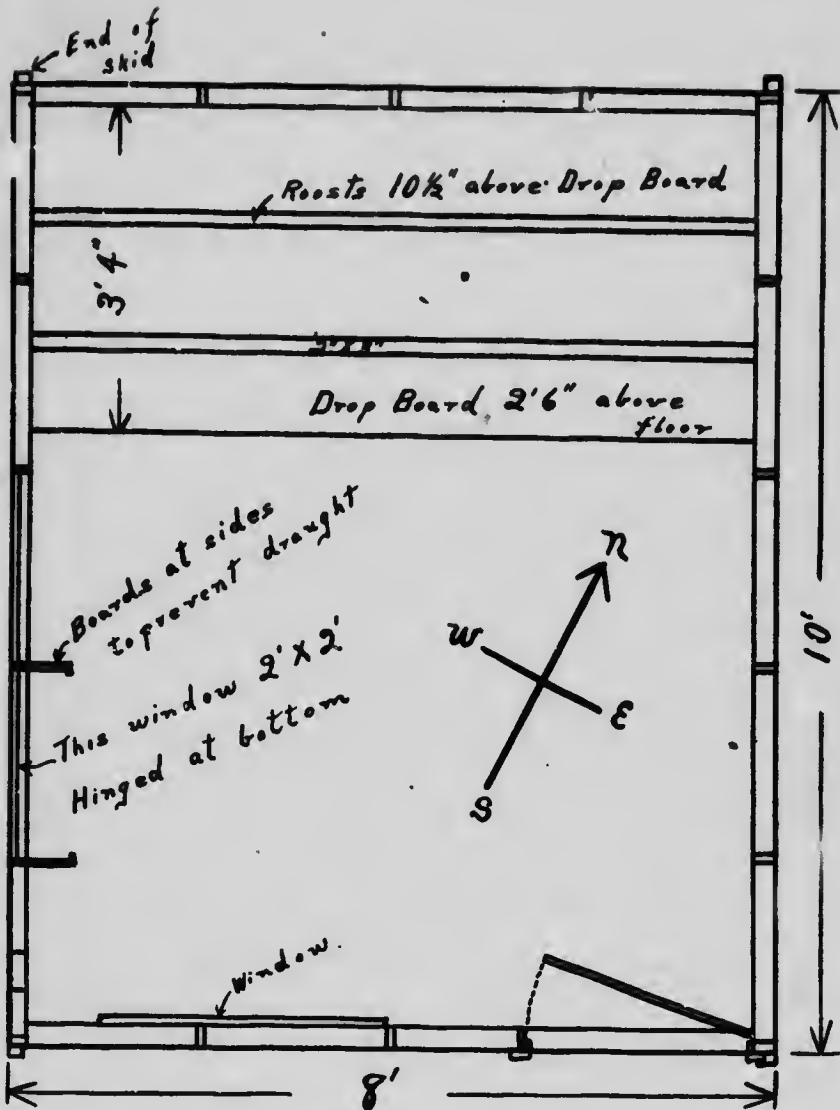 End of
skid
Roosts 10½" above Drop Board
3' 4"
Drop Board, 2'6" above
floor
Boards at sides
to prevent draught
This window 2' X 2'
Hinged at bottom
N
W
E
S
10'
Window.
8'